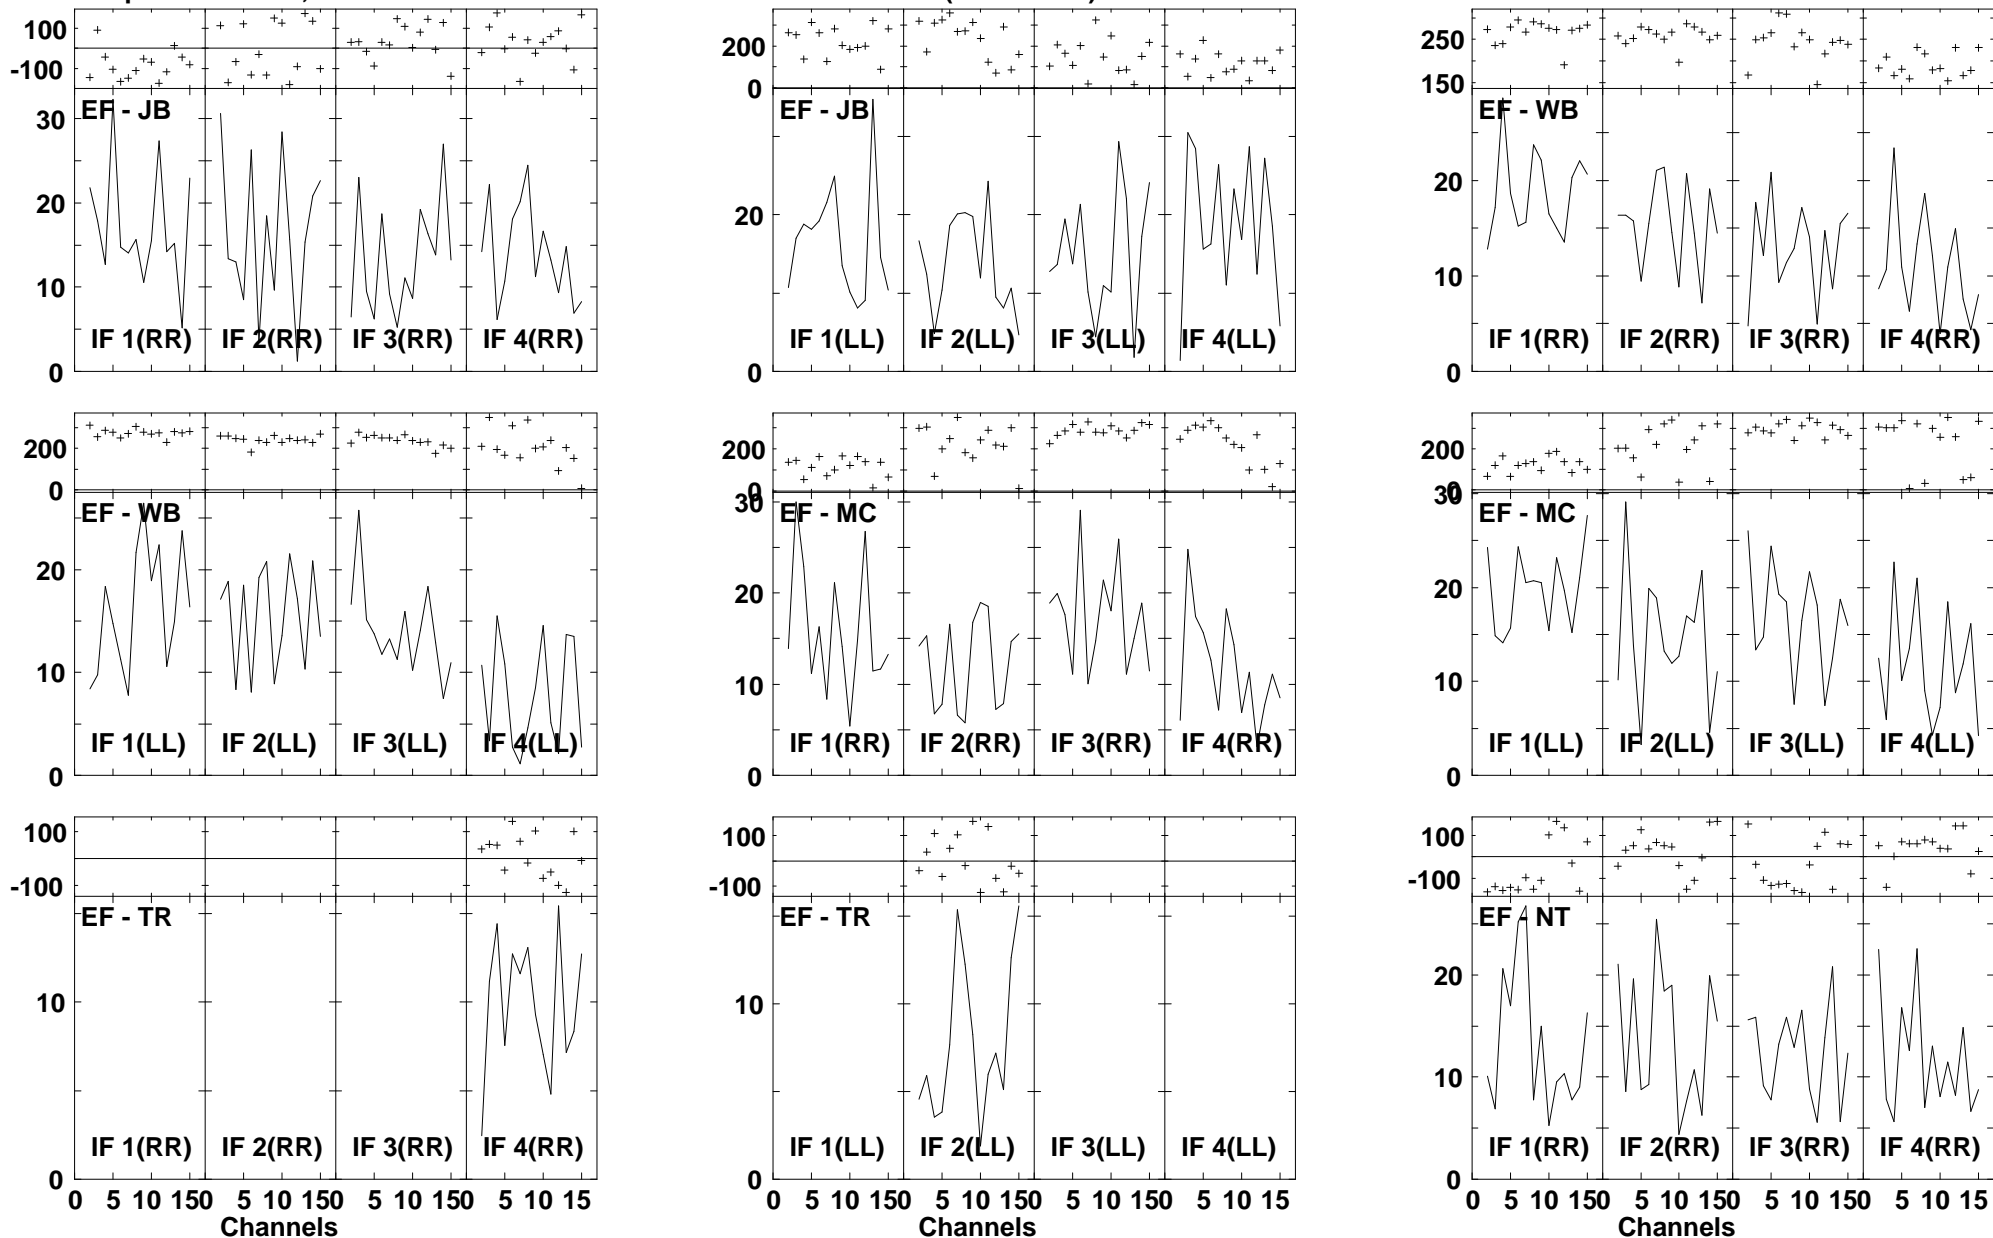 100
-100
EF - JB
30
20
10
0
IF 1(RR) IF 2(RR) IF 3(RR) IF 4(RR)
200
0
EF - JB
20
0
IF 1(LL) IF 2(LL) IF 3(LL) IF 4(LL)
250
150
EF - WB
20
10
0
IF 1(RR) IF 2(RR) IF 3(RR) IF 4(RR)
200
0
EF - WB
20
10
0
IF 1(LL) IF 2(LL) IF 3(LL) IF 4(LL)
200
0
EF - MC
30
20
10
0
IF 1(RR) IF 2(RR) IF 3(RR) IF 4(RR)
200
0
EF - MC
30
20
10
0
IF 1(LL) IF 2(LL) IF 3(LL) IF 4(LL)
100
-100
EF - TR
10
0
IF 1(RR) IF 2(RR) IF 3(RR) IF 4(RR)
0 5 10 150 5 10 150 5 10 150 5 10 15
Channels
100
-100
EF - TR
10
0
IF 1(LL) IF 2(LL) IF 3(LL) IF 4(LL)
0 5 10 150 5 10 150 5 10 150 5 10 15
Channels
100
-100
EF - NT
20
10
0
IF 1(RR) IF 2(RR) IF 3(RR) IF 4(RR)
0 5 10 150 5 10 150 5 10 150 5 10 15
Channels